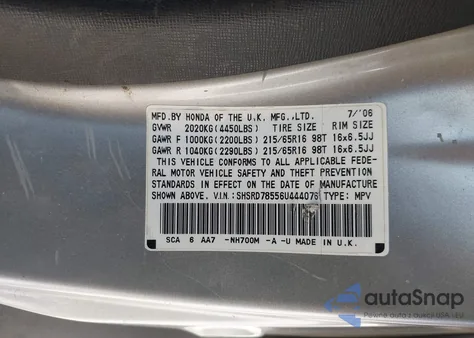 MFD.BY HONDA OF THE U.K. MFG.,LTD. 7/'06
GVWR 2020KG(4450LBS) TIRE SIZE RIM SIZE
GAWR F 1000KG(2200LBS) 215/65R16 98T 16x6.5JJ
GAWR R 1040KG(2290LBS) 215/65R16 98T 16x6.5JJ
THIS VEHICLE CONFORMS TO ALL APPLICABLE FEDE-
RAL MOTOR VEHICLE SAFETY AND THEFT PREVENTION
STANDARDS IN EFFECT ON THE DATE OF MANUFACTURE
SHOWN ABOVE. V.I.N.:SHSRD78556U444076 TYPE: MPV
SCA 6 AA7 -NH700M -A -U MADE IN U.K.
autoSnap
Pewne auto z USA